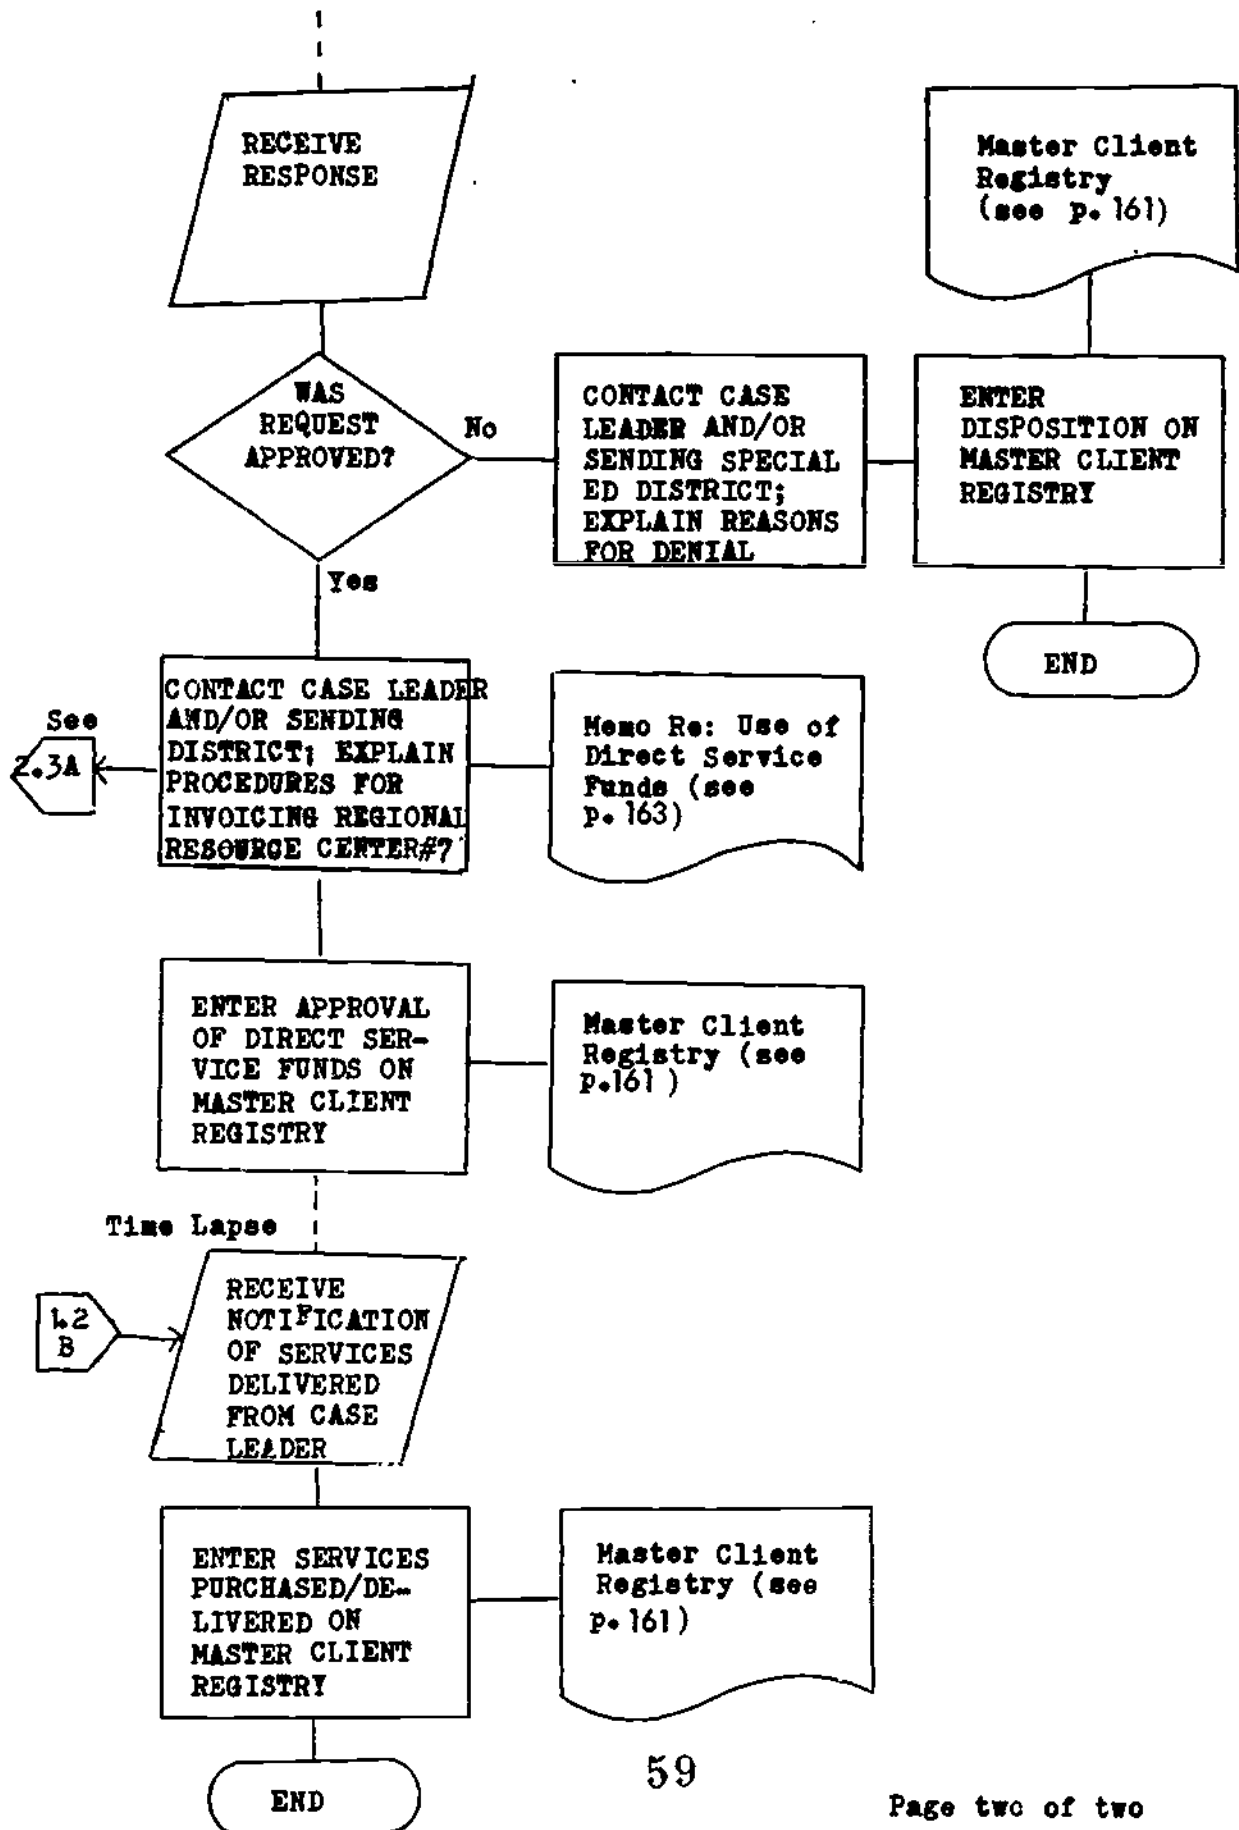 RECEIVE
RESPONSE
Master Client
Registry
(see p. 161)
WAS
REQUEST
APPROVED?
No
CONTACT CASE
LEADER AND/OR
SENDING SPECIAL
ED DISTRICT;
EXPLAIN REASONS
FOR DENIAL
ENTER
DISPOSITION ON
MASTER CLIENT
REGISTRY
Yes
END
See
2.3A
CONTACT CASE LEADER
AND/OR SENDING
DISTRICT; EXPLAIN
PROCEDURES FOR
INVOICING REGIONAL
RESOURCE CENTER#7
Memo Re: Use of
Direct Service
Funds (see
p. 163)
ENTER APPROVAL
OF DIRECT SER-
VICE FUNDS ON
MASTER CLIENT
REGISTRY
Master Client
Registry (see
p.161)
Time Lapse
1.2
B
RECEIVE
NOTIFICATION
OF SERVICES
DELIVERED
FROM CASE
LEADER
ENTER SERVICES
PURCHASED/DE-
LIVERED ON
MASTER CLIENT
REGISTRY
Master Client
Registry (see
p. 161)
END
59
Page two of two